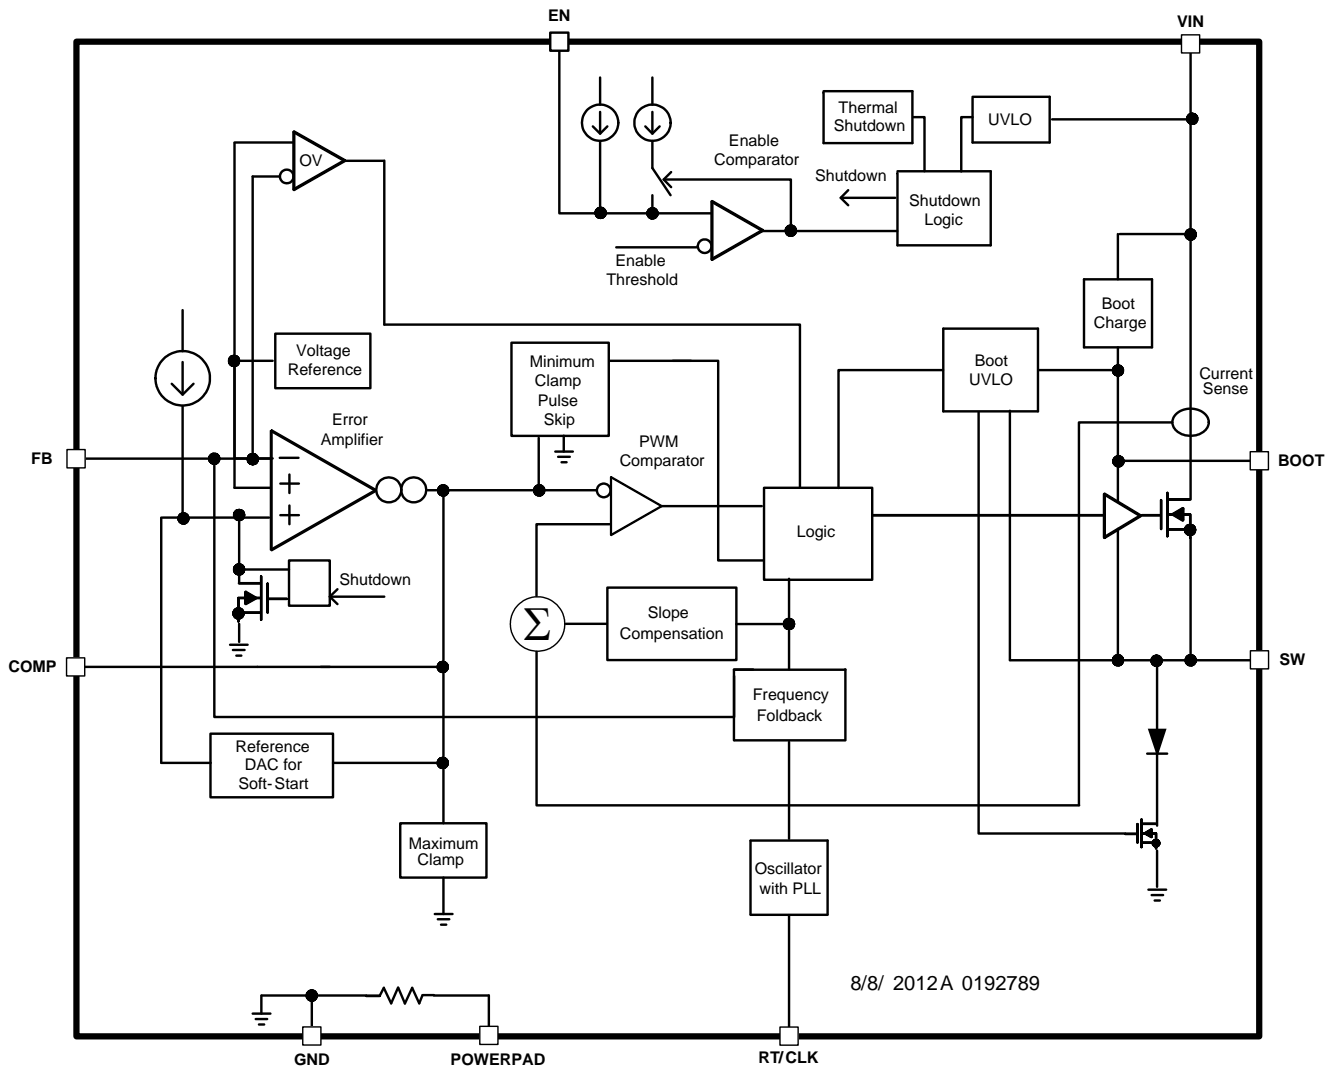 EN
VIN
Thermal
Shutdown
UVLO
OV
Enable
Comparator
Shutdown
Shutdown
Logic
Enable
Threshold
Boot
Charge
Voltage
Reference
Minimum
Clamp
Pulse
Skip
Boot
UVLO
Current
Sense
Error
Amplifier
FB
PWM
Comparator
BOOT
−
+
+
Logic
Shutdown
Σ
Slope
Compensation
COMP
SW
Frequency
Foldback
Reference
DAC for
Soft-Start
Maximum
Clamp
Oscillator
with PLL
8/8/ 2012A 0192789
GND
POWERPAD
RT/CLK